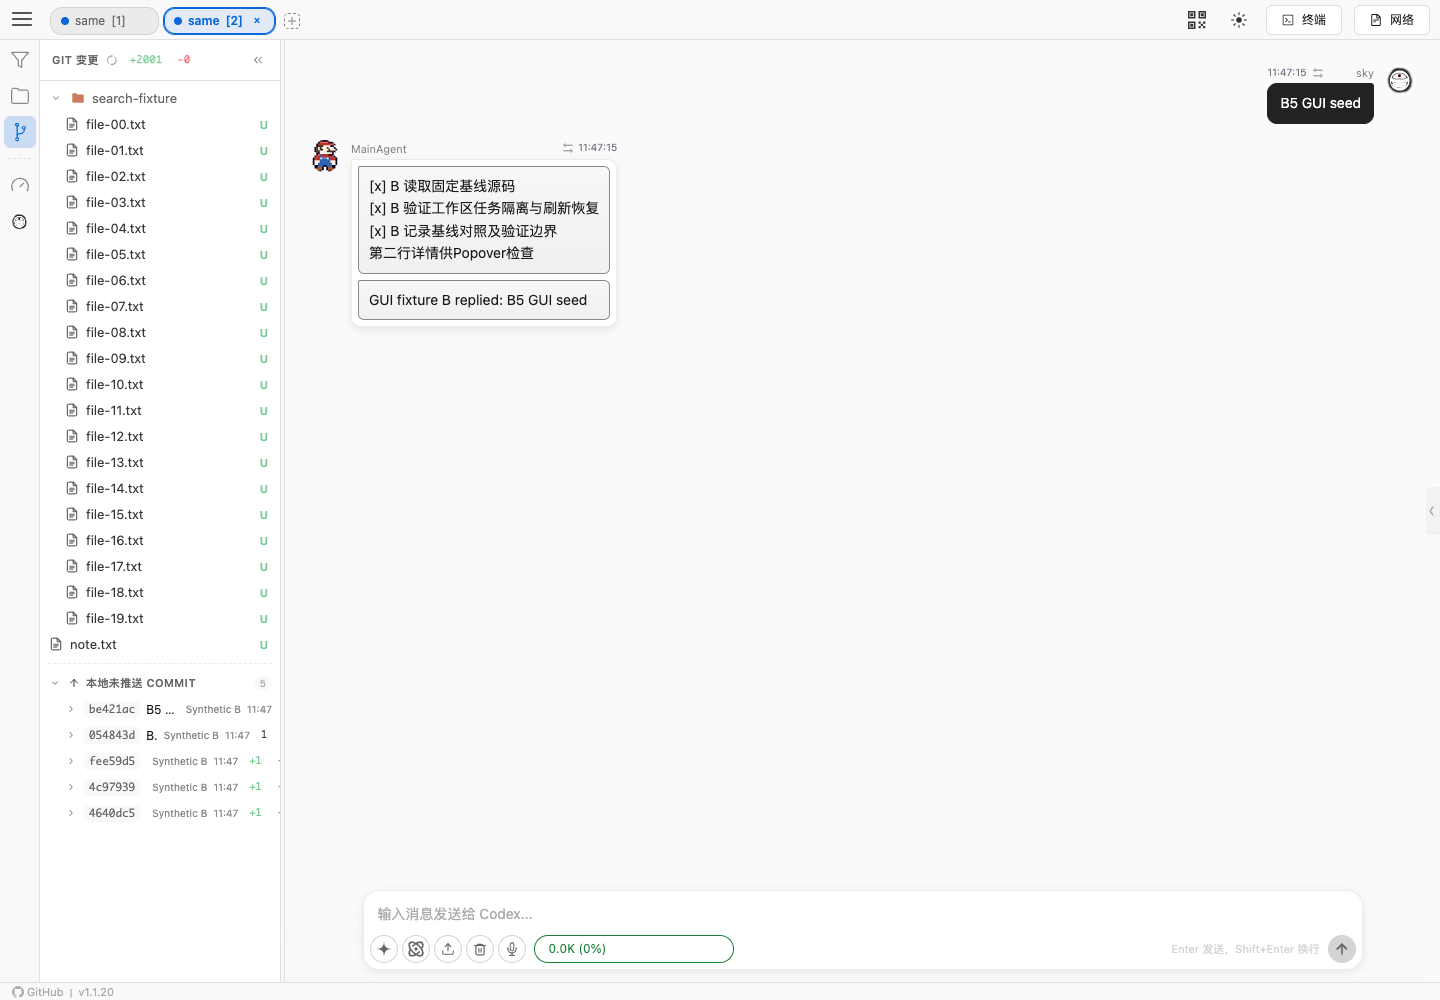 same [1]
same [2] ×
终端
网络
GIT 变更 +2001 -0
search-fixture
file-00.txt U
file-01.txt U
file-02.txt U
file-03.txt U
file-04.txt U
file-05.txt U
file-06.txt U
file-07.txt U
file-08.txt U
file-09.txt U
file-10.txt U
file-11.txt U
file-12.txt U
file-13.txt U
file-14.txt U
file-15.txt U
file-16.txt U
file-17.txt U
file-18.txt U
file-19.txt U
note.txt U
本地未推送 COMMIT 5
be421ac B5 ... Synthetic B 11:47
054843d B. Synthetic B 11:47 1
fee59d5 Synthetic B 11:47 +1
4c97939 Synthetic B 11:47 +1
4640dc5 Synthetic B 11:47 +1
11:47:15 sky
B5 GUI seed
MainAgent 11:47:15
[x] B 读取固定基线源码
[x] B 验证工作区任务隔离与刷新恢复
[x] B 记录基线对照及验证边界
第二行详情供Popover检查
GUI fixture B replied: B5 GUI seed
输入消息发送给 Codex...
0.0K (0%)
Enter 发送，Shift+Enter 换行
GitHub | v1.1.20